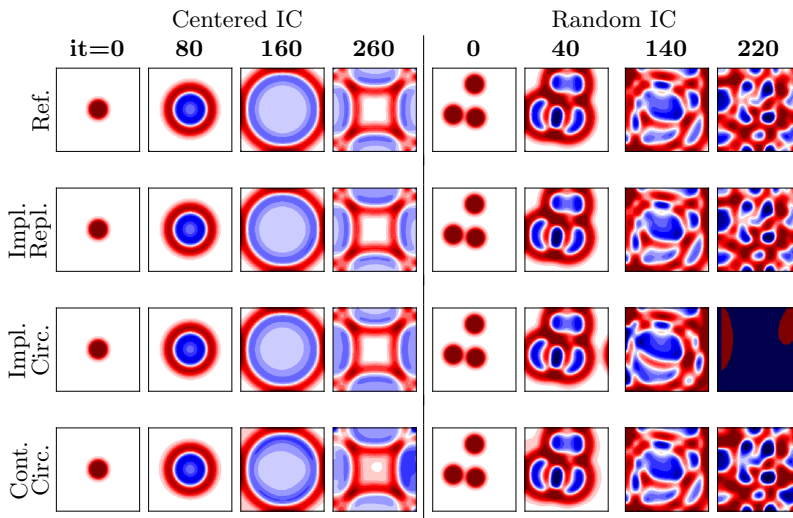 Centered IC Random IC
it=0 80 160 260 0 40 140 220
Ref.
Impl.
Repl.
Impl.
Circ.
Cont.
Circ.